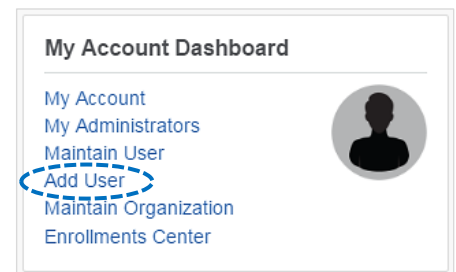 My Account Dashboard
My Account
My Administrators
Maintain User
Add User
Maintain Organization
Enrollments Center